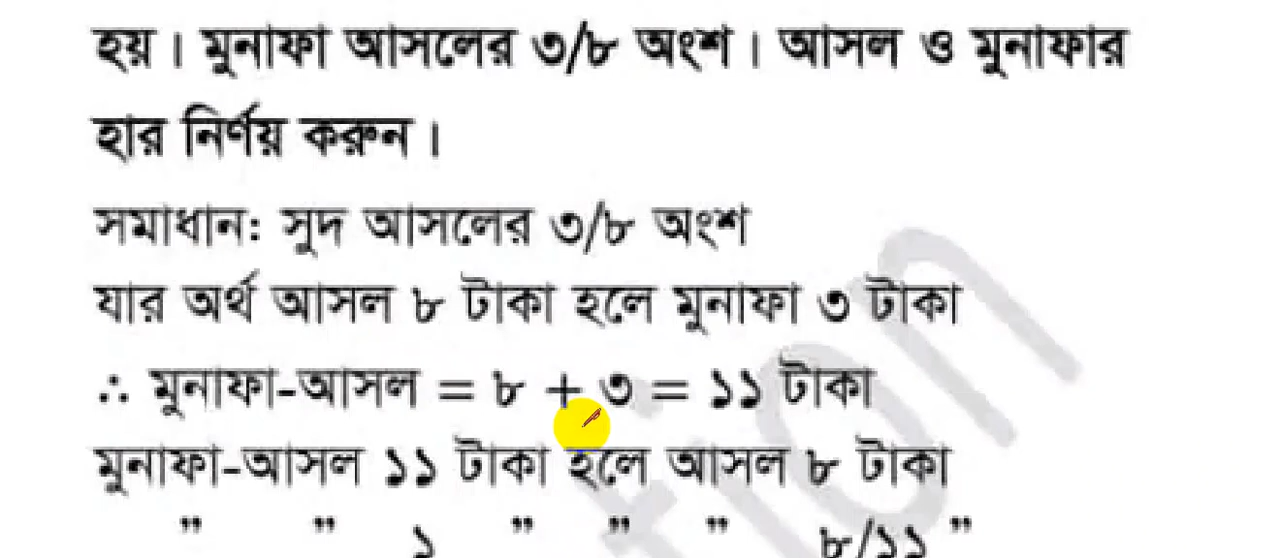 হয়। মুনাফা আসলের ৩/৮ অংশ। আসল ও মুনাফার
হার নির্ণয় করুন।
সমাধান: সুদ আসলের ৩/৮ অংশ
যার অর্থ আসল ৮ টাকা হলে মুনাফা ৩ টাকা
∴ মুনাফা-আসল = ৮ + ৩ = ১১ টাকা
মুনাফা-আসল ১১ টাকা হলে আসল ৮ টাকা
” ” ১ ” ” ” ৮/১১ ”